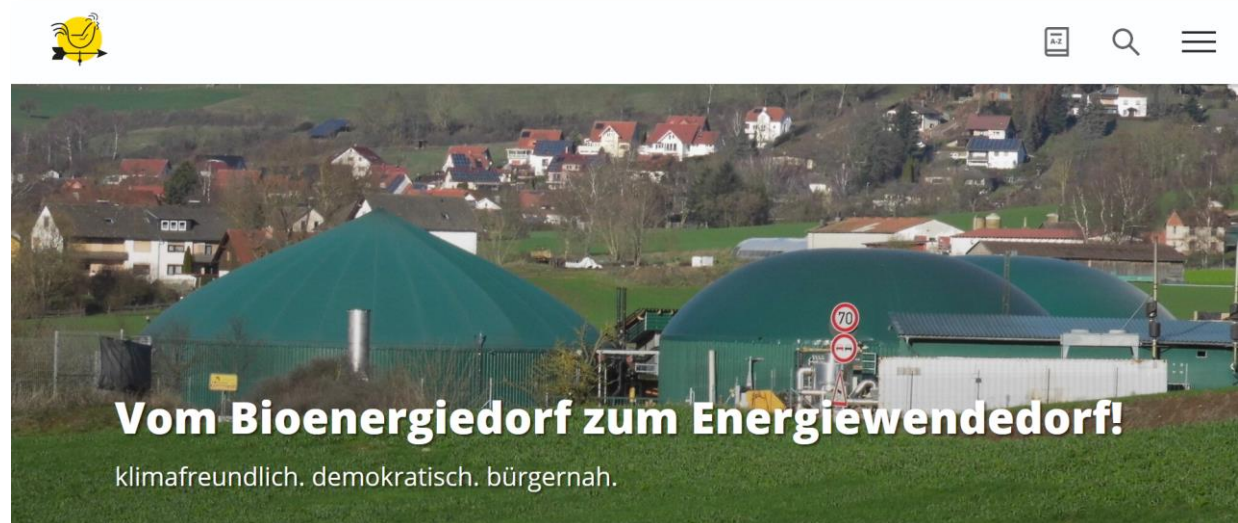 A-Z
70
Vom Bioenergiedorf zum Energiewendedorf!
klimafreundlich. demokratisch. bürgernah.